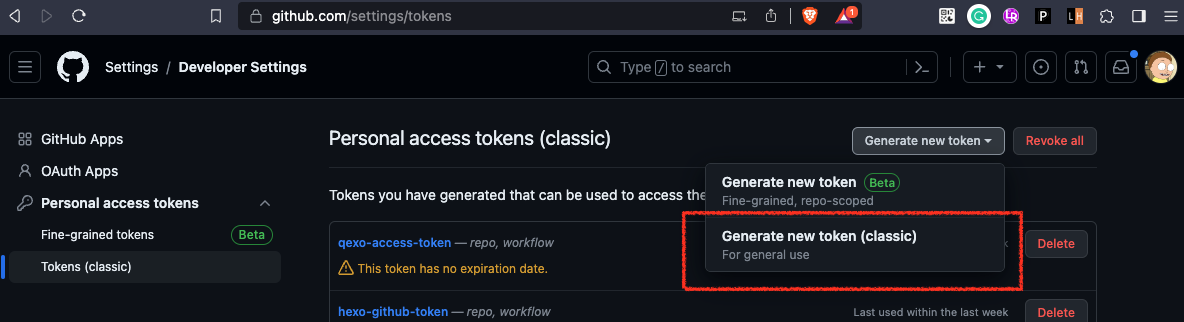 github.com/settings/tokens
1
P
LH
Settings / Developer Settings
Type / to search
GitHub Apps
OAuth Apps
Personal access tokens
Fine-grained tokens Beta
Tokens (classic)
Personal access tokens (classic)
Generate new token
Revoke all
Tokens you have generated that can be used to access the
Generate new token Beta
Fine-grained, repo-scoped
Generate new token (classic)
For general use
qexo-access-token — repo, workflow
k
Delete
This token has no expiration date.
hexo-github-token — repo, workflow
Last used within the last week
Delete